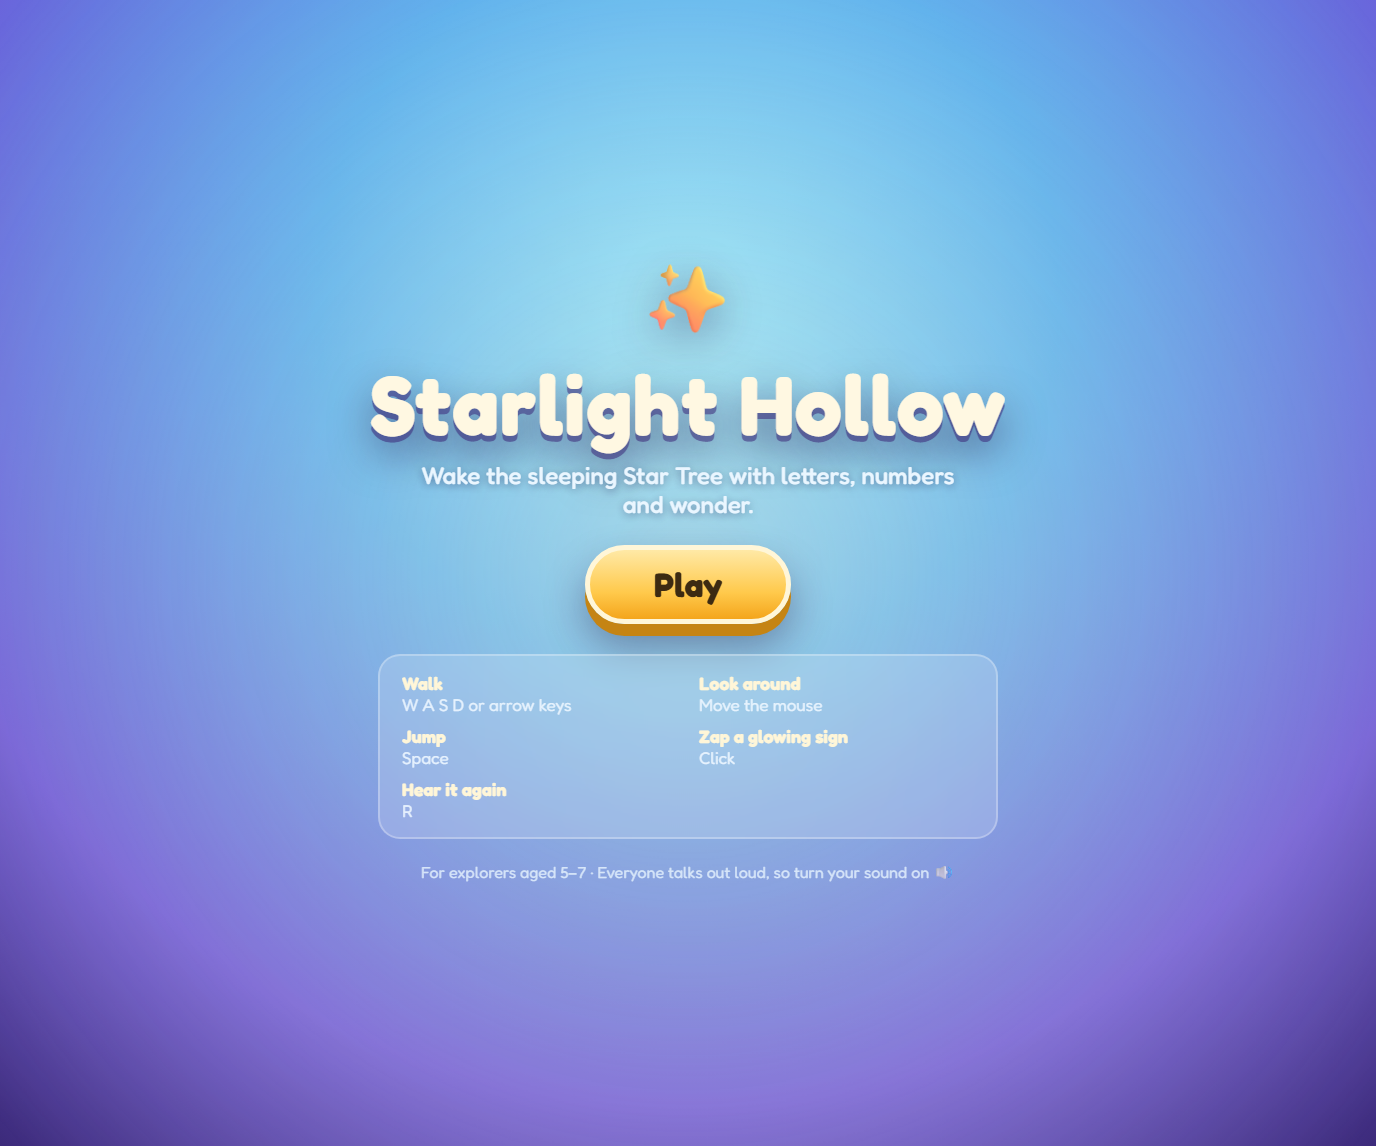 Starlight Hollow
Wake the sleeping Star Tree with letters, numbers
and wonder.
Play
Walk
W A S D or arrow keys
Look around
Move the mouse
Jump
Space
Zap a glowing sign
Click
Hear it again
R
For explorers aged 5–7 · Everyone talks out loud, so turn your sound on